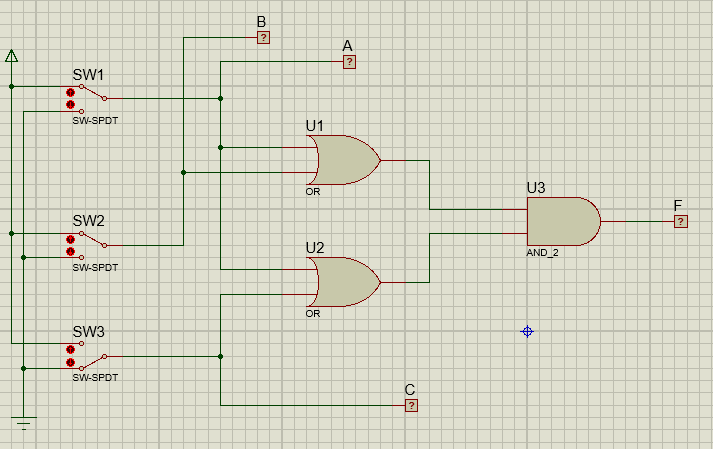 B
?
A
?
SW1
SW-SPDT
U1
OR
U3
AND_2
F
?
SW2
SW-SPDT
U2
OR
SW3
SW-SPDT
C
?